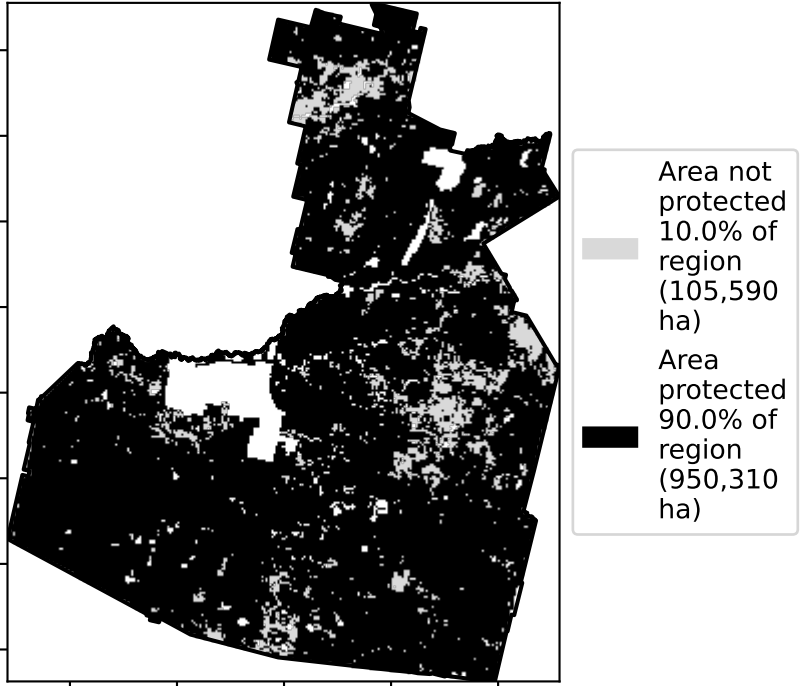 Area not
protected
10.0% of
region
(105,590
ha)
Area
protected
90.0% of
region
(950,310
ha)